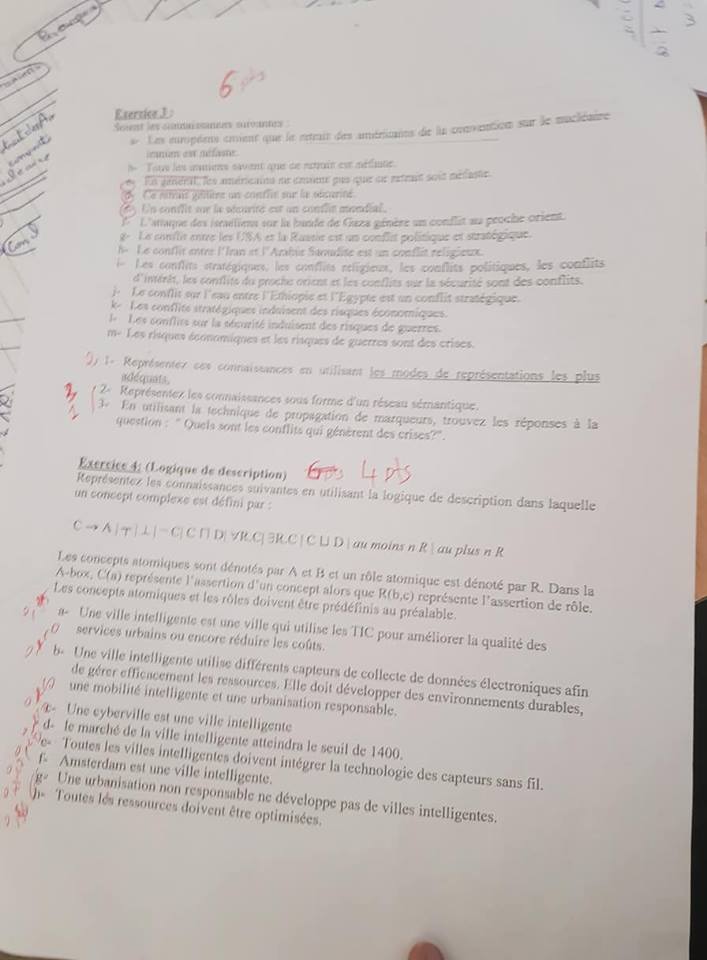 6 pts
Exercice 3 :
Soient les connaissances suivantes :
a- Les européens croient que le retrait des américains de la convention sur le nucléaire
iranien est néfaste.
b- Tous les iraniens savent que ce retrait est néfaste.
c- En général, les américains ne croient pas que ce retrait soit néfaste.
d- Ce retrait génère un conflit sur la sécurité.
e- Un conflit sur la sécurité est un conflit mondial.
f- L'attaque des israéliens sur la bande de Gaza génère un conflit au proche orient.
g- Le conflit entre les USA et la Russie est un conflit politique et stratégique.
h- Le conflit entre l'Iran et l'Arabie Saoudite est un conflit religieux.
i- Les conflits stratégiques, les conflits religieux, les conflits politiques, les conflits
d'intérêt, les conflits du proche orient et les conflits sur la sécurité sont des conflits.
j- Le conflit sur l'eau entre l'Ethiopie et l'Egypte est un conflit stratégique.
k- Les conflits stratégiques induisent des risques économiques.
l- Les conflits sur la sécurité induisent des risques de guerres.
m- Les risques économiques et les risques de guerres sont des crises.
1- Représentez ces connaissances en utilisant les modes de représentations les plus
adéquats.
2- Représentez les connaissances sous forme d'un réseau sémantique.
3- En utilisant la technique de propagation de marqueurs, trouvez les réponses à la
question : " Quels sont les conflits qui génèrent des crises?".
Exercice 4: (Logique de description) 4 pts
Représentez les connaissances suivantes en utilisant la logique de description dans laquelle
un concept complexe est défini par :
C → A | ⊤ | ⊥ | ¬ C| C ⊓ D| ∀R.C| ∃R.C | C ⊔ D | au moins n R | au plus n R
Les concepts atomiques sont dénotés par A et B et un rôle atomique est dénoté par R. Dans la
A-box, C(a) représente l'assertion d'un concept alors que R(b,c) représente l'assertion de rôle.
Les concepts atomiques et les rôles doivent être prédéfinis au préalable.
a- Une ville intelligente est une ville qui utilise les TIC pour améliorer la qualité des
services urbains ou encore réduire les coûts.
b- Une ville intelligente utilise différents capteurs de collecte de données électroniques afin
de gérer efficacement les ressources. Elle doit développer des environnements durables,
une mobilité intelligente et une urbanisation responsable.
c- Une cyberville est une ville intelligente
d- le marché de la ville intelligente atteindra le seuil de 1400.
e- Toutes les villes intelligentes doivent intégrer la technologie des capteurs sans fil.
f- Amsterdam est une ville intelligente.
g- Une urbanisation non responsable ne développe pas de villes intelligentes.
h- Toutes les ressources doivent être optimisées.